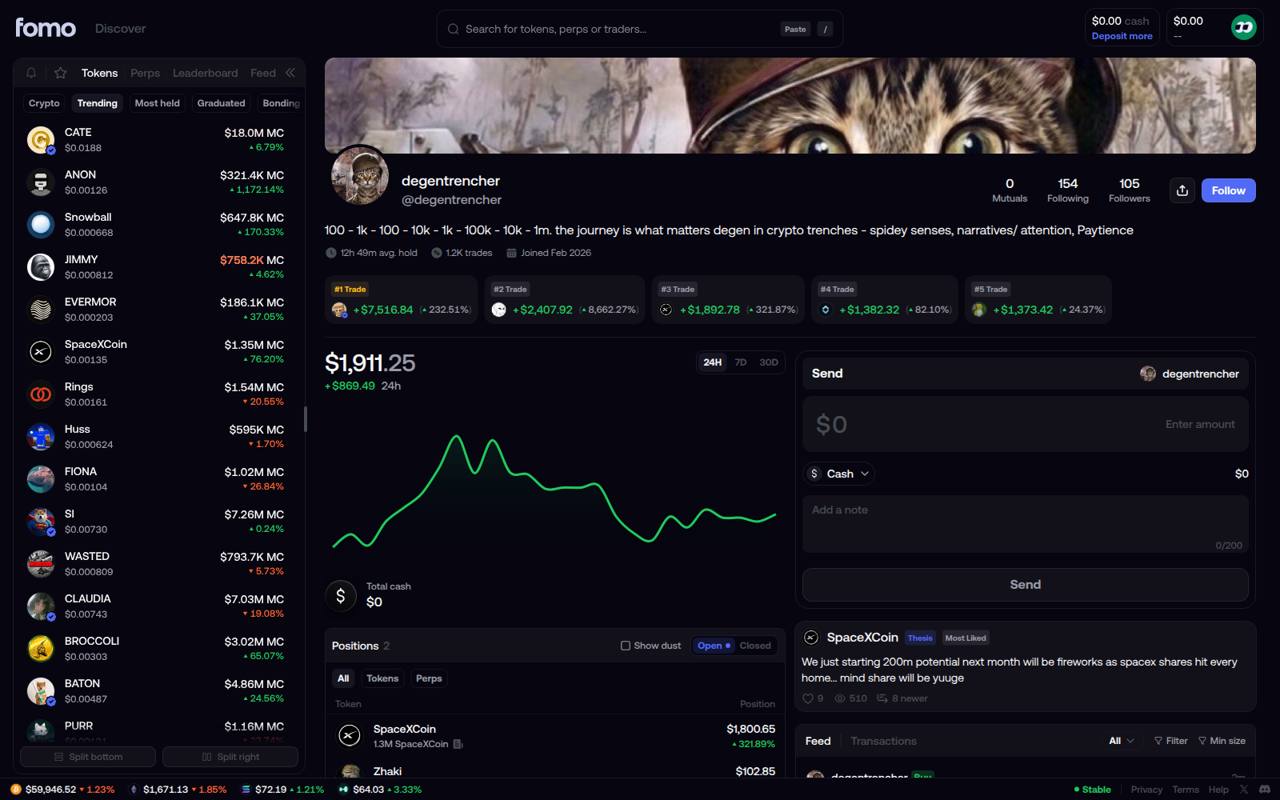 fomo Discover
Search for tokens, perps or traders... Paste /
$0.00 cash
Deposit more
$0.00
--
Tokens Perps Leaderboard Feed
Crypto Trending Most held Graduated Bonding
CATE $18.0M MC
$0.0188 6.79%
ANON $321.4K MC
$0.00126 1,172.14%
Snowball $647.8K MC
$0.000668 170.33%
JIMMY $758.2K MC
$0.000812 4.62%
EVERMOR $186.1K MC
$0.000203 37.05%
SpaceXCoin $1.35M MC
$0.00135 76.20%
Rings $1.54M MC
$0.00161 20.55%
Huss $595K MC
$0.000624 1.70%
FIONA $1.02M MC
$0.00104 26.84%
SI $7.26M MC
$0.00730 0.24%
WASTED $793.7K MC
$0.000809 5.73%
CLAUDIA $7.03M MC
$0.00743 19.08%
BROCCOLI $3.02M MC
$0.00303 65.07%
BATON $4.86M MC
$0.00487 24.56%
PURR $1.16M MC
Split bottom Split right
degentrencher
@degentrencher
0 154 105
Mutuals Following Followers
Follow
100 - 1k - 100 - 10k - 1k - 100k - 10k - 1m. the journey is what matters degen in crypto trenches - spidey senses, narratives/ attention, Paytience
12h 49m avg. hold 1.2K trades Joined Feb 2026
#1 Trade
+$7,516.84 (232.51%)
#2 Trade
+$2,407.92 (8,662.27%)
#3 Trade
+$1,892.78 (321.87%)
#4 Trade
+$1,382.32 (82.10%)
#5 Trade
+$1,373.42 (24.37%)
$1,911.25
+$869.49 24h
24H 7D 30D
Total cash
$0
Positions 2 Show dust Open Closed
All Tokens Perps
Token Position
SpaceXCoin $1,800.65
1.3M SpaceXCoin 321.89%
Zhaki $102.85
Send degentrencher
$0 Enter amount
$ Cash $0
Add a note
0/200
Send
SpaceXCoin Thesis Most Liked
We just starting 200m potential next month will be fireworks as spacex shares hit every
home... mind share will be yuuge
9 510 8 newer
Feed Transactions All Filter Min size
degentrencher Buy
$59,946.52 1.23% $1,671.13 1.85% $72.19 1.21% $64.03 3.33%
Stable Privacy Terms Help